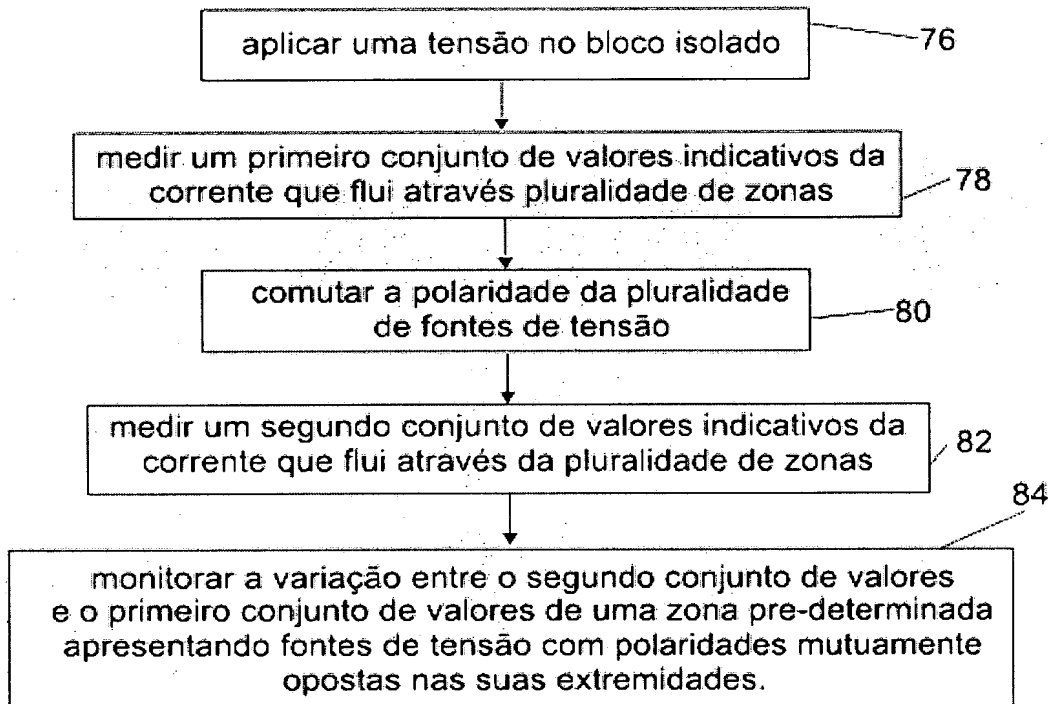 aplicar uma tensão no bloco isolado
76
medir um primeiro conjunto de valores indicativos da
corrente que flui através pluralidade de zonas
78
comutar a polaridade da pluralidade
de fontes de tensão
80
medir um segundo conjunto de valores indicativos da
corrente que flui através da pluralidade de zonas
82
84
monitorar a variação entre o segundo conjunto de valores
e o primeiro conjunto de valores de uma zona pre-determinada
apresentando fontes de tensão com polaridades mutuamente
opostas nas suas extremidades.